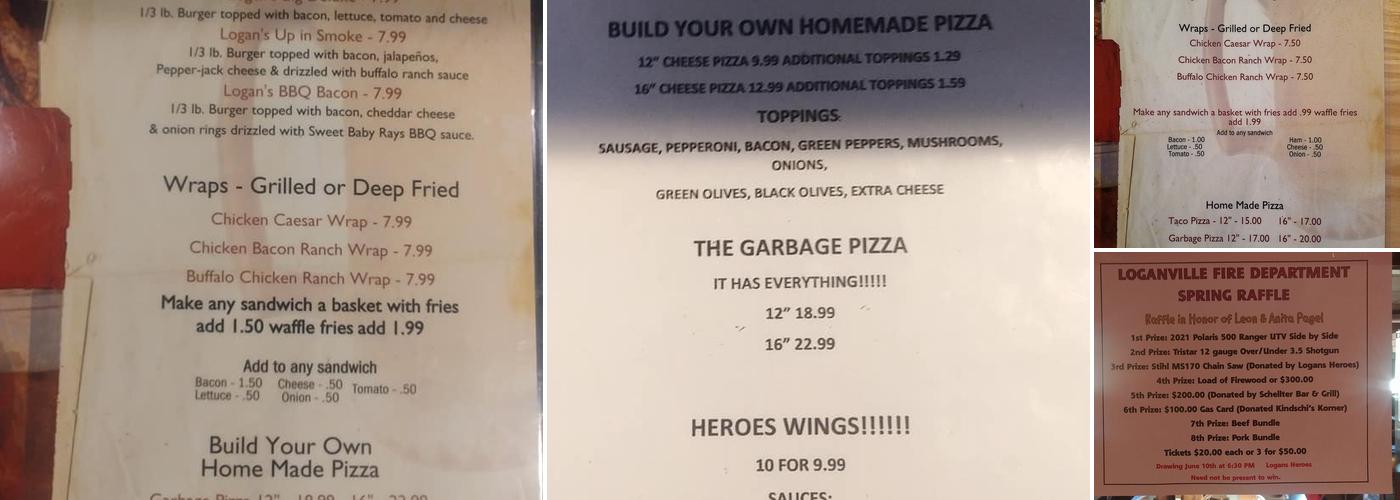 1/3 lb. Burger topped with bacon, lettuce, tomato and cheese
Logan's Up in Smoke - 7.99
1/3 lb. Burger topped with bacon, jalapeños,
Pepper-jack cheese & drizzled with buffalo ranch sauce
Logan's BBQ Bacon - 7.99
1/3 lb. Burger topped with bacon, cheddar cheese
& onion rings drizzled with Sweet Baby Rays BBQ sauce.
Wraps - Grilled or Deep Fried
Chicken Caesar Wrap - 7.99
Chicken Bacon Ranch Wrap - 7.99
Buffalo Chicken Ranch Wrap - 7.99
Make any sandwich a basket with fries
add 1.50 waffle fries add 1.99
Add to any sandwich
Bacon - 1.50 Cheese - .50 Tomato - .50
Lettuce - .50 Onion - .50
Build Your Own
Home Made Pizza
BUILD YOUR OWN HOMEMADE PIZZA
12" CHEESE PIZZA 9.99 ADDITIONAL TOPPINGS 1.29
16" CHEESE PIZZA 12.99 ADDITIONAL TOPPINGS 1.59
TOPPINGS:
SAUSAGE, PEPPERONI, BACON, GREEN PEPPERS, MUSHROOMS,
ONIONS,
GREEN OLIVES, BLACK OLIVES, EXTRA CHEESE
THE GARBAGE PIZZA
IT HAS EVERYTHING!!!!!
12" 18.99
16" 22.99
HEROES WINGS!!!!!!
10 FOR 9.99
SAUCES:
Wraps - Grilled or Deep Fried
Chicken Caesar Wrap - 7.50
Chicken Bacon Ranch Wrap - 7.50
Buffalo Chicken Ranch Wrap - 7.50
Make any sandwich a basket with fries add .99 waffle fries
add 1.99
Add to any sandwich
Bacon - 1.00 Ham - 1.00
Lettuce - .50 Cheese - .50
Tomato - .50 Onion - .50
Home Made Pizza
Taco Pizza - 12" - 15.00 16" - 17.00
Garbage Pizza 12" - 17.00 16" - 20.00
LOGANVILLE FIRE DEPARTMENT
SPRING RAFFLE
Raffle in Honor of Leon & Anita Pagel
1st Prize: 2021 Polaris 500 Ranger UTV Side by Side
2nd Prize: Tristar 12 gauge Over/Under 3.5 Shotgun
3rd Prize: Stihl MS170 Chain Saw (Donated by Logans Heroes)
4th Prize: Load of Firewood or $300.00
5th Prize: $200.00 (Donated by Schellter Bar & Grill)
6th Prize: $100.00 Gas Card (Donated Kindschi's Korner)
7th Prize: Beef Bundle
8th Prize: Pork Bundle
Tickets $20.00 each or 3 for $50.00
Drawing June 10th at 6:30 PM Logans Heroes
Need not be present to win.